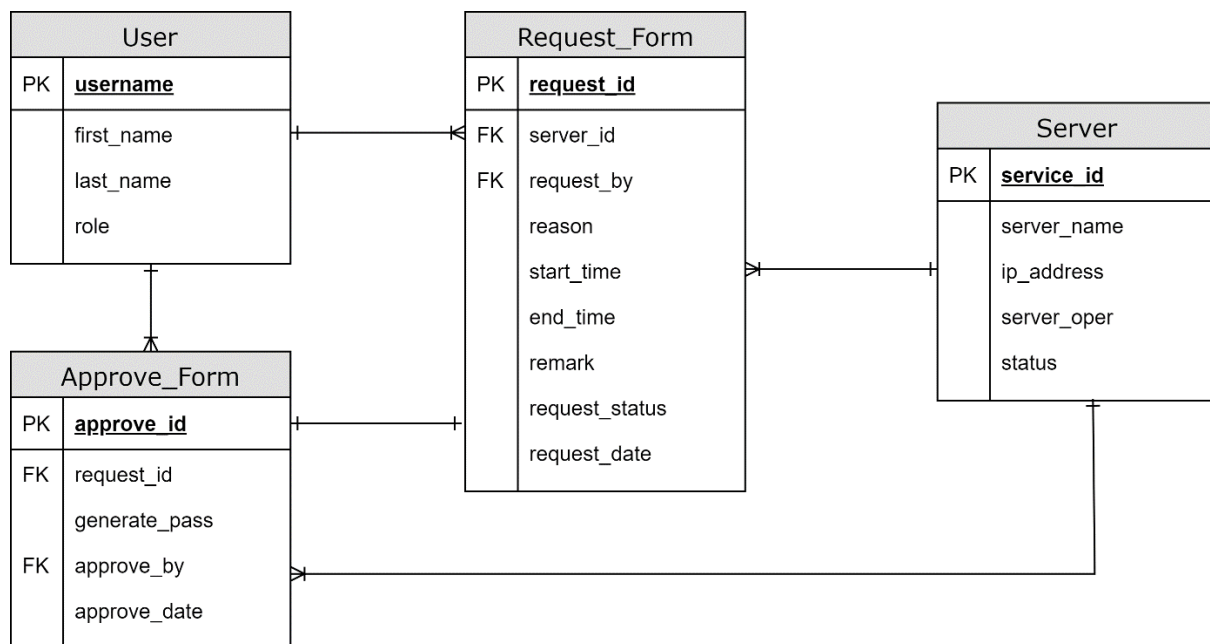 User
PK username
first_name
last_name
role
Request_Form
PK request_id
FK server_id
FK request_by
reason
start_time
end_time
remark
request_status
request_date
Server
PK service_id
server_name
ip_address
server_oper
status
Approve_Form
PK approve_id
FK request_id
generate_pass
FK approve_by
approve_date